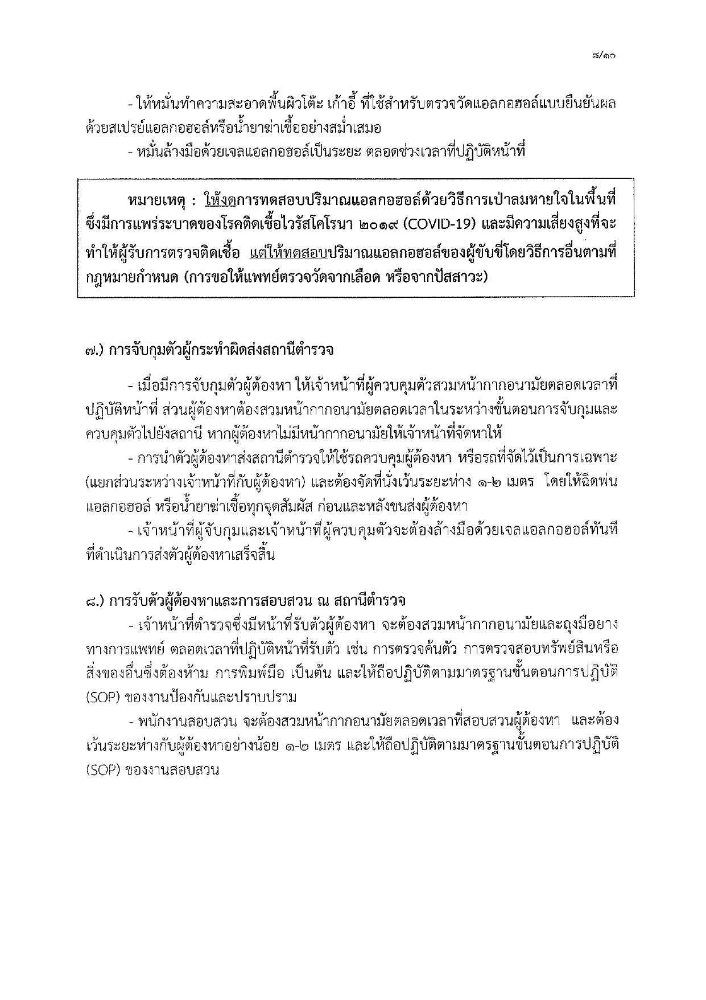 ๘/๑๐
- ให้หมั่นทำความสะอาดพื้นผิวโต๊ะ เก้าอี้ ที่ใช้สำหรับตรวจวัดแอลกอฮอล์แบบยืนยันผล
ด้วยสเปรย์แอลกอฮอล์หรือน้ำยาฆ่าเชื้ออย่างสม่ำเสมอ
- หมั่นล้างมือด้วยเจลแอลกอฮอล์เป็นระยะ ตลอดช่วงเวลาที่ปฏิบัติหน้าที่
หมายเหตุ : ให้งดการทดสอบปริมาณแอลกอฮอล์ด้วยวิธีการเป่าลมหายใจในพื้นที่
ซึ่งมีการแพร่ระบาดของโรคติดเชื้อไวรัสโคโรนา ๒๐๑๙ (COVID-19) และมีความเสี่ยงสูงที่จะ
ทำให้ผู้รับการตรวจติดเชื้อ แต่ให้ทดสอบปริมาณแอลกอฮอล์ของผู้ขับขี่โดยวิธีการอื่นตามที่
กฎหมายกำหนด (การขอให้แพทย์ตรวจวัดจากเลือด หรือจากปัสสาวะ)
๗.) การจับกุมตัวผู้กระทำผิดส่งสถานีตำรวจ
- เมื่อมีการจับกุมตัวผู้ต้องหา ให้เจ้าหน้าที่ผู้ควบคุมตัวสวมหน้ากากอนามัยตลอดเวลาที่
ปฏิบัติหน้าที่ ส่วนผู้ต้องหาต้องสวมหน้ากากอนามัยตลอดเวลาในระหว่างขั้นตอนการจับกุมและ
ควบคุมตัวไปยังสถานี หากผู้ต้องหาไม่มีหน้ากากอนามัยให้เจ้าหน้าที่จัดหาให้
- การนำตัวผู้ต้องหาส่งสถานีตำรวจให้ใช้รถควบคุมผู้ต้องหา หรือรถที่จัดไว้เป็นการเฉพาะ
(แยกส่วนระหว่างเจ้าหน้าที่กับผู้ต้องหา) และต้องจัดที่นั่งเว้นระยะห่าง ๑-๒ เมตร โดยให้ฉีดพ่น
แอลกอฮอล์ หรือน้ำยาฆ่าเชื้อทุกจุดสัมผัส ก่อนและหลังขนส่งผู้ต้องหา
- เจ้าหน้าที่ผู้จับกุมและเจ้าหน้าที่ผู้ควบคุมตัวจะต้องล้างมือด้วยเจลแอลกอฮอล์ทันที
ที่ดำเนินการส่งตัวผู้ต้องหาเสร็จสิ้น
๘.) การรับตัวผู้ต้องหาและการสอบสวน ณ สถานีตำรวจ
- เจ้าหน้าที่ตำรวจซึ่งมีหน้าที่รับตัวผู้ต้องหา จะต้องสวมหน้ากากอนามัยและถุงมือยาง
ทางการแพทย์ ตลอดเวลาที่ปฏิบัติหน้าที่รับตัว เช่น การตรวจค้นตัว การตรวจสอบทรัพย์สินหรือ
สิ่งของอื่นซึ่งต้องห้าม การพิมพ์มือ เป็นต้น และให้ถือปฏิบัติตามมาตรฐานขั้นตอนการปฏิบัติ
(SOP) ของงานป้องกันและปราบปราม
- พนักงานสอบสวน จะต้องสวมหน้ากากอนามัยตลอดเวลาที่สอบสวนผู้ต้องหา และต้อง
เว้นระยะห่างกับผู้ต้องหาอย่างน้อย ๑-๒ เมตร และให้ถือปฏิบัติตามมาตรฐานขั้นตอนการปฏิบัติ
(SOP) ของงานสอบสวน